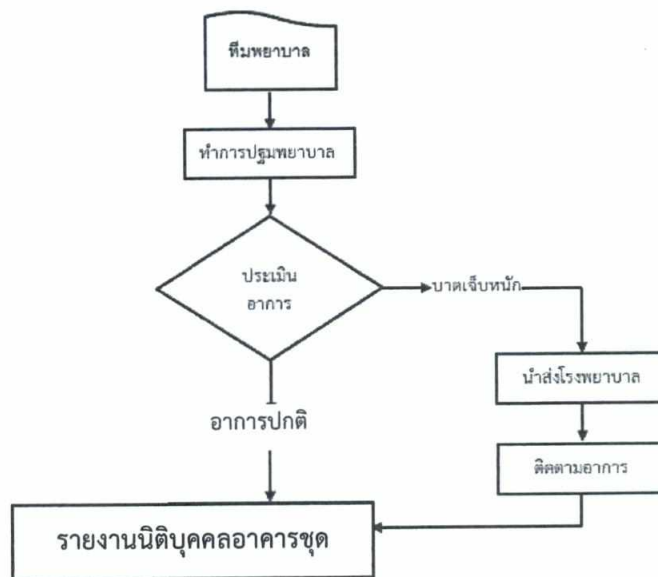 ทีมพยาบาล
ทำการปฐมพยาบาล
ประเมิน
อาการ
บาดเจ็บหนัก
นำส่งโรงพยาบาล
อาการปกติ
ติดตามอาการ
รายงานนิติบุคคลอาคารชุด